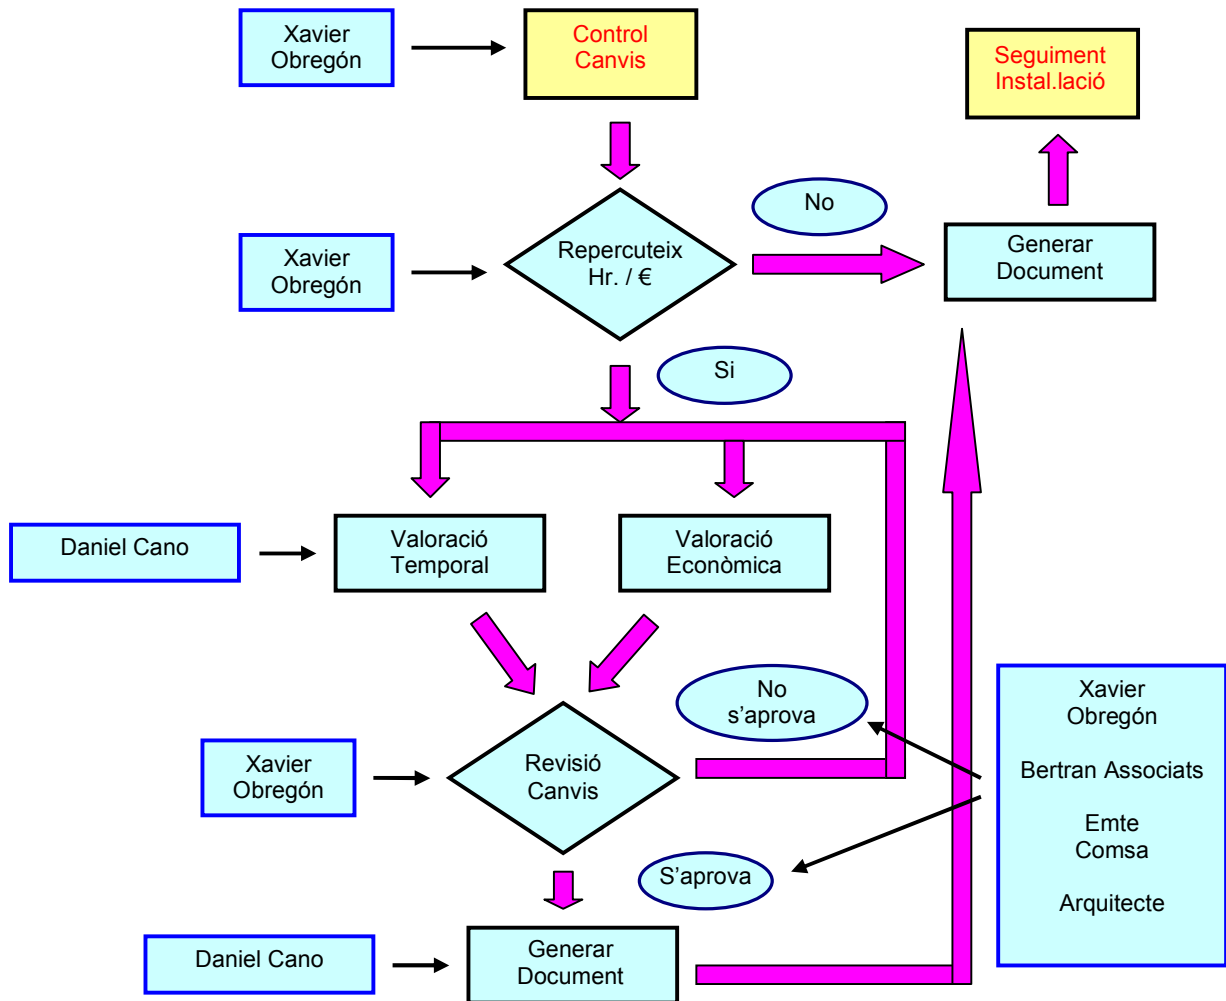 Xavier
Obregón
Control
Canvis
Seguiment
Instal.lació
No
Xavier
Obregón
Repercuteix
Hr. / €
Generar
Document
Si
Daniel Cano
Valoració
Temporal
Valoració
Econòmica
No
s’aprova
Xavier
Obregón
Bertran Associats
Emte
Comsa
Arquitecte
Xavier
Obregón
Revisió
Canvis
S’aprova
Daniel Cano
Generar
Document